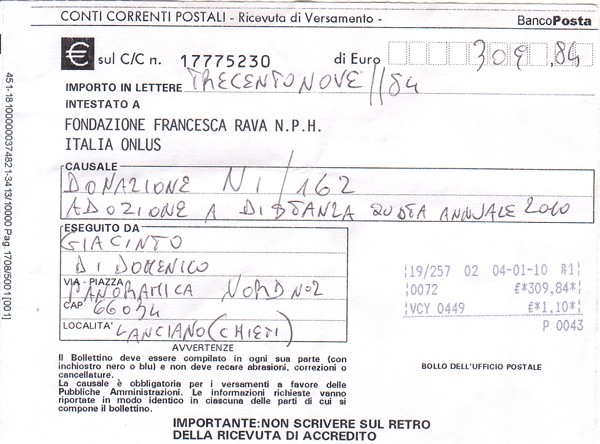 CONTI CORRENTI POSTALI - Ricevuta di Versamento -
BancoPosta
€ sul C/C n. 17775230 di Euro 309,84
IMPORTO IN LETTERE TRECENTONOVE//84
INTESTATO A
FONDAZIONE FRANCESCA RAVA N.P.H.
ITALIA ONLUS
CAUSALE
DONAZIONE NI/162
ADOZIONE A DISTANZA QUOTA ANNUALE 2010
ESEGUITO DA
GIACINTO
DI DOMENICO
VIA - PIAZZA PANORAMICA NORD N°2
CAP 66034
LOCALITA' LANCIANO (CHIETI)
19/257 02 04-01-10 R1
0072 €*309,84*
VCY 0449 €*1,10*
P 0043
BOLLO DELL'UFFICIO POSTALE
AVVERTENZE
Il Bollettino deve essere compilato in ogni sua parte (con
inchiostro nero o blu) e non deve recare abrasioni, correzioni o
cancellature.
La causale è obbligatoria per i versamenti a favore delle
Pubbliche Amministrazioni. Le informazioni richieste vanno
riportate in modo identico in ciascuna delle parti di cui si
compone il bollettino.
IMPORTANTE:NON SCRIVERE SUL RETRO
DELLA RICEVUTA DI ACCREDITO